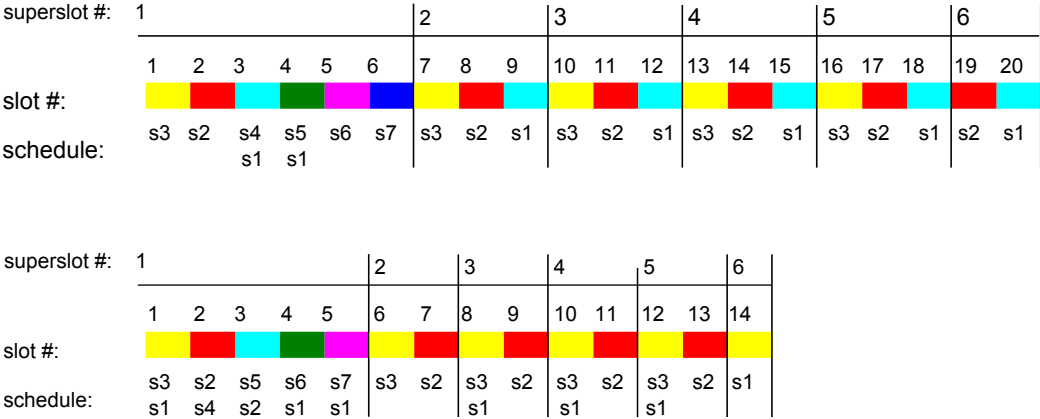 superslot #: 1 2 3 4 5 6
1 2 3 4 5 6 7 8 9 10 11 12 13 14 15 16 17 18 19 20
slot #:
s3 s2 s4 s5 s6 s7 s3 s2 s1 s3 s2 s1 s3 s2 s1 s3 s2 s1 s2 s1
schedule:
s1 s1
superslot #: 1 2 3 4 5 6
1 2 3 4 5 6 7 8 9 10 11 12 13 14
slot #:
s3 s2 s5 s6 s7 s3 s2 s3 s2 s3 s2 s3 s2 s1
schedule: s1 s4 s2 s1 s1 s1 s1 s1